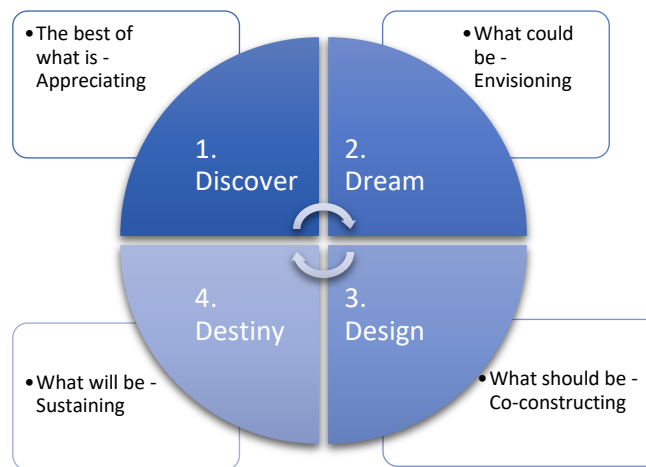 •The best of
what is -
Appreciating
•What could
be -
Envisioning
1.
Discover
2.
Dream
4.
Destiny
3.
Design
•What will be -
Sustaining
•What should be -
Co-constructing